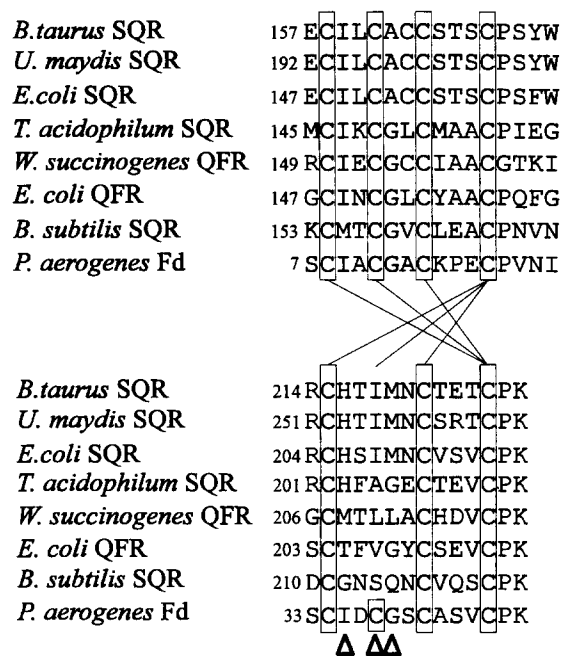 B.taurus SQR 157 ECILCACCSTSCPSYW
U. maydis SQR 192 ECILCACCSTSCPSYW
E.coli SQR 147 ECILCACCSTSCPSFW
T. acidophilum SQR 145 MCIKCGLCMAACPIEG
W. succinogenes QFR 149 RCIECGCCIAACGTKI
E. coli QFR 147 GCINCGLCYAACPQFG
B. subtilis SQR 153 KCMTCGVCLEACPNVN
P. aerogenes Fd 7 SCIACGACKPECPVNI
B.taurus SQR 214 RCHTIMNCTETCPK
U. maydis SQR 251 RCHTIMNCSRTCPK
E.coli SQR 204 RCHSIMNCVSVCPK
T. acidophilum SQR 201 RCHFAGECTEVCPK
W. succinogenes QFR 206 GCMTLLACHDVCPK
E. coli QFR 203 SCTFVGYCSEVCPK
B. subtilis SQR 210 DCGNSQNCVQSCPK
P. aerogenes Fd 33 SCIDCGSCASVCPK